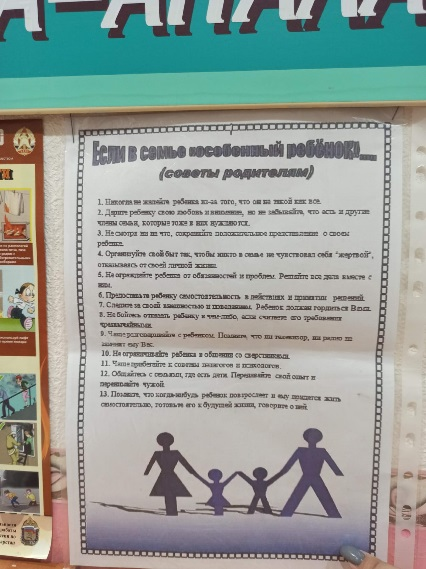 Если в семье «особенный ребёнок»....
(советы родителям)
1. Никогда не жалейте ребенка из-за того, что он не такой как все.
2. Дарите ребенку свою любовь и внимание, но не забывайте, что есть и другие
члены семьи, которые тоже в них нуждаются.
3. Не смотря ни на что, сохраняйте положительное представление о своем
ребенке.
4. Организуйте свой быт так, чтобы никто в семье не чувствовал себя "жертвой",
отказываясь от своей личной жизни.
5. Не ограждайте ребенка от обязанностей и проблем. Решайте все дела вместе с
ним.
6. Предоставьте ребенку самостоятельность в действиях и принятии решений.
7. Следите за своей внешностью и поведением. Ребенок должен гордиться Вами.
8. Не бойтесь отказать ребенку в чем-либо, если считаете его требования
чрезмерными.
9. Чаще разговаривайте с ребенком. Помните, что ни телевизор, ни радио не
заменят ему Вас.
10. Не ограничивайте ребенка в общении со сверстниками.
11. Чаще прибегайте к советам педагогов и психологов.
12. Общайтесь с семьями, где есть дети. Передавайте свой опыт и
перенимайте чужой.
13. Помните, что когда-нибудь ребенок повзрослеет и ему придется жить
самостоятельно, готовьте его к будущей жизни, говорите о ней.